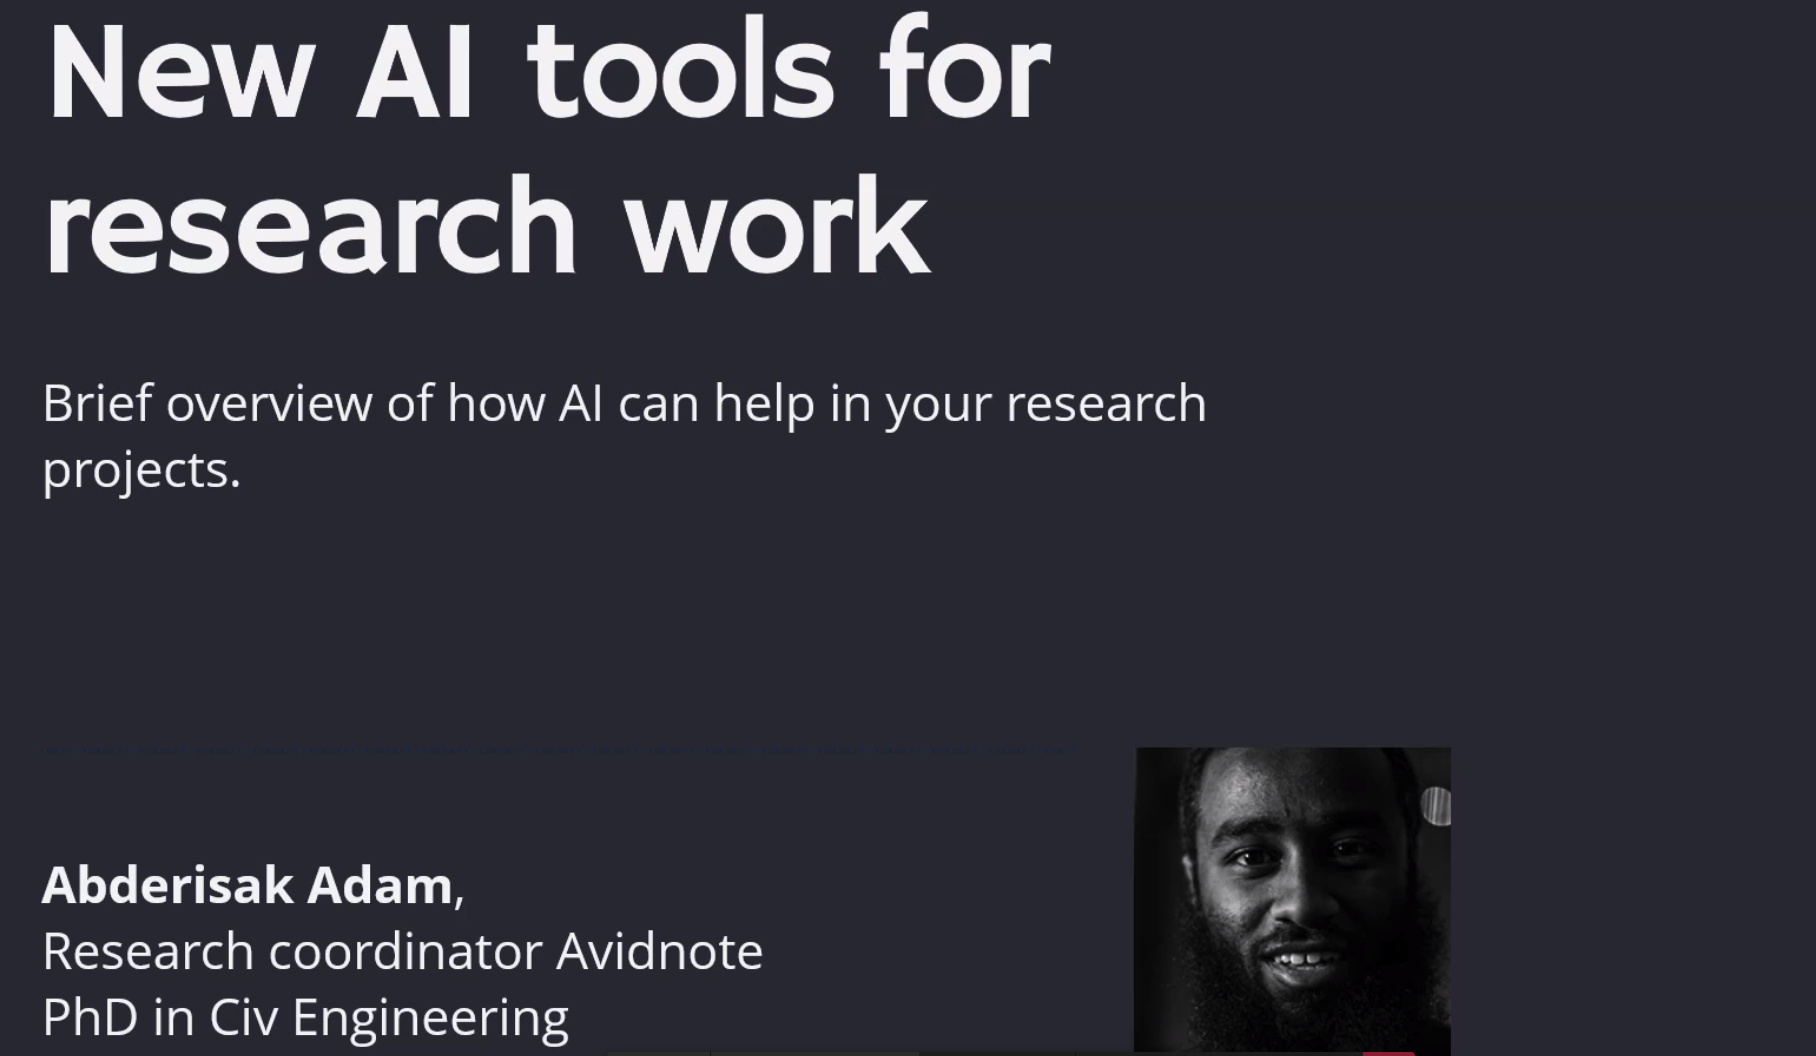 New AI tools for
research work
Brief overview of how AI can help in your research
projects.
Abderisak Adam,
Research coordinator Avidnote
PhD in Civ Engineering